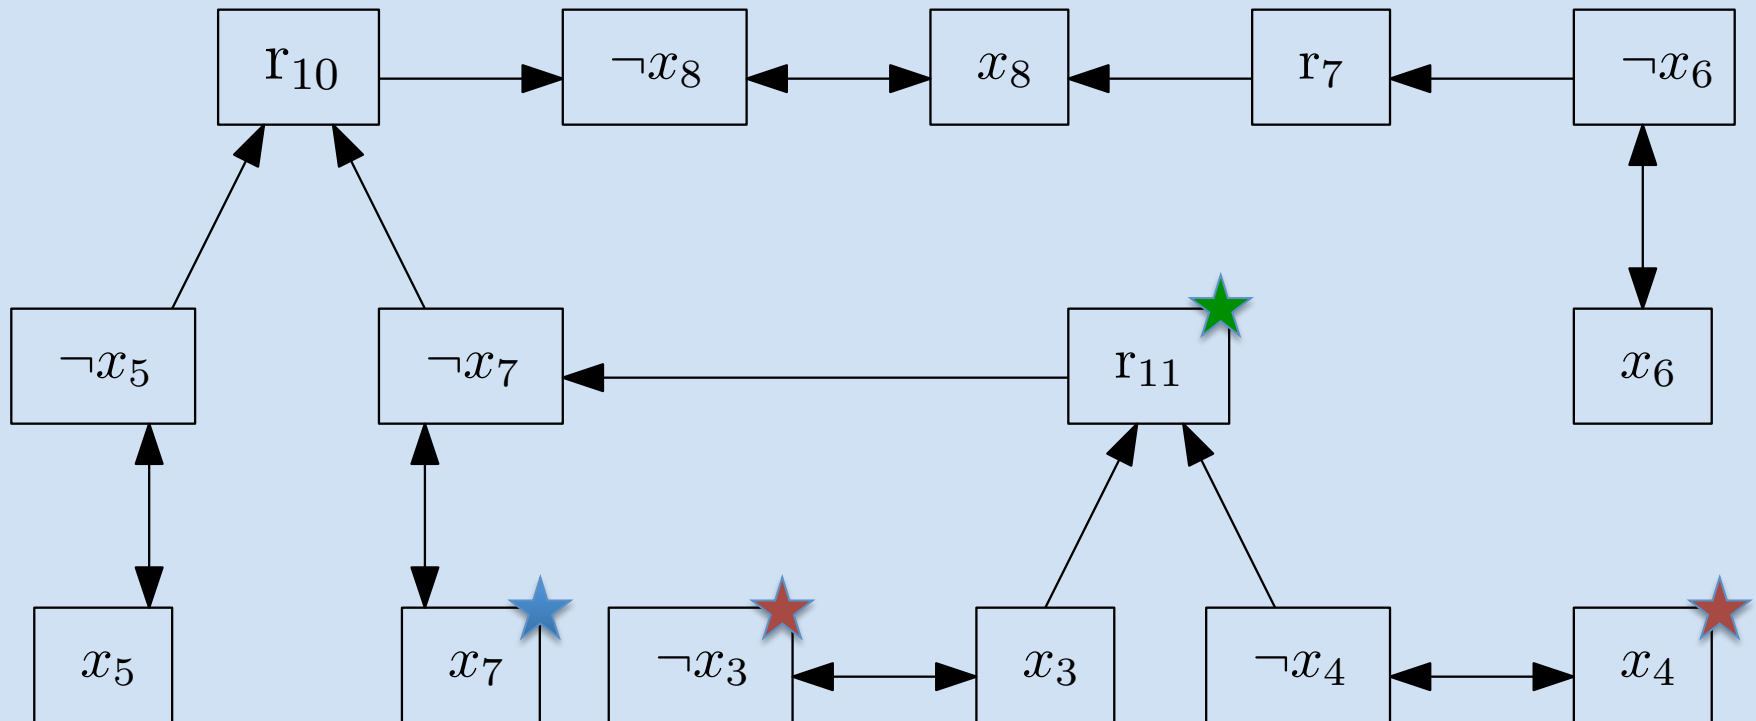 r₁₀ ¬x₈ x₈ r₇ ¬x₆
¬x₅ ¬x₇ r₁₁ x₆
x₅ x₇ ¬x₃ x₃ ¬x₄ x₄